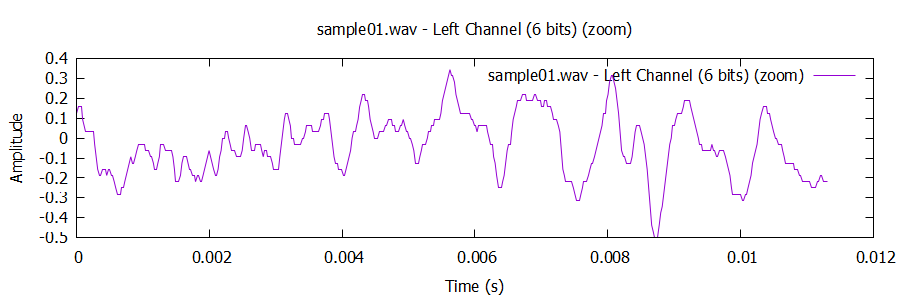 sample01.wav - Left Channel (6 bits) (zoom)
sample01.wav - Left Channel (6 bits) (zoom)
Amplitude
0.4
0.3
0.2
0.1
0
-0.1
-0.2
-0.3
-0.4
-0.5
0 0.002 0.004 0.006 0.008 0.01 0.012
Time (s)